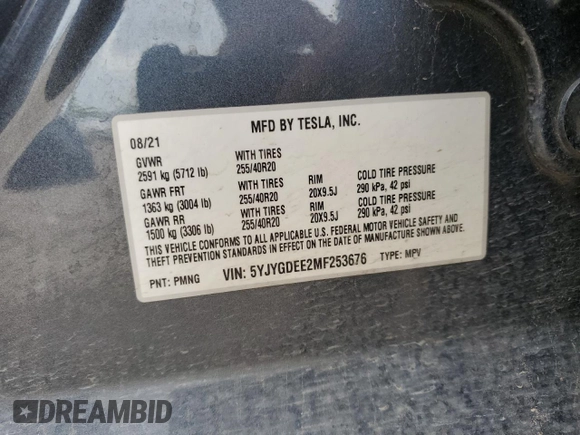 MFD BY TESLA, INC.
08/21
GVWR WITH TIRES
2591 kg (5712 lb) 255/40R20
GAWR FRT WITH TIRES RIM COLD TIRE PRESSURE
1363 kg (3004 lb) 255/40R20 20X9.5J 290 kPa, 42 psi
GAWR RR WITH TIRES RIM COLD TIRE PRESSURE
1500 kg (3306 lb) 255/40R20 20X9.5J 290 kPa, 42 psi
THIS VEHICLE CONFORMS TO ALL APPLICABLE U.S. FEDERAL MOTOR VEHICLE SAFETY AND
THEFT PREVENTION STANDARDS IN EFFECT ON THE DATE OF MANUFACTURE SHOWN ABOVE.
PNT: PMNG VIN: 5YJYGDEE2MF253676 TYPE: MPV
DREAMBID